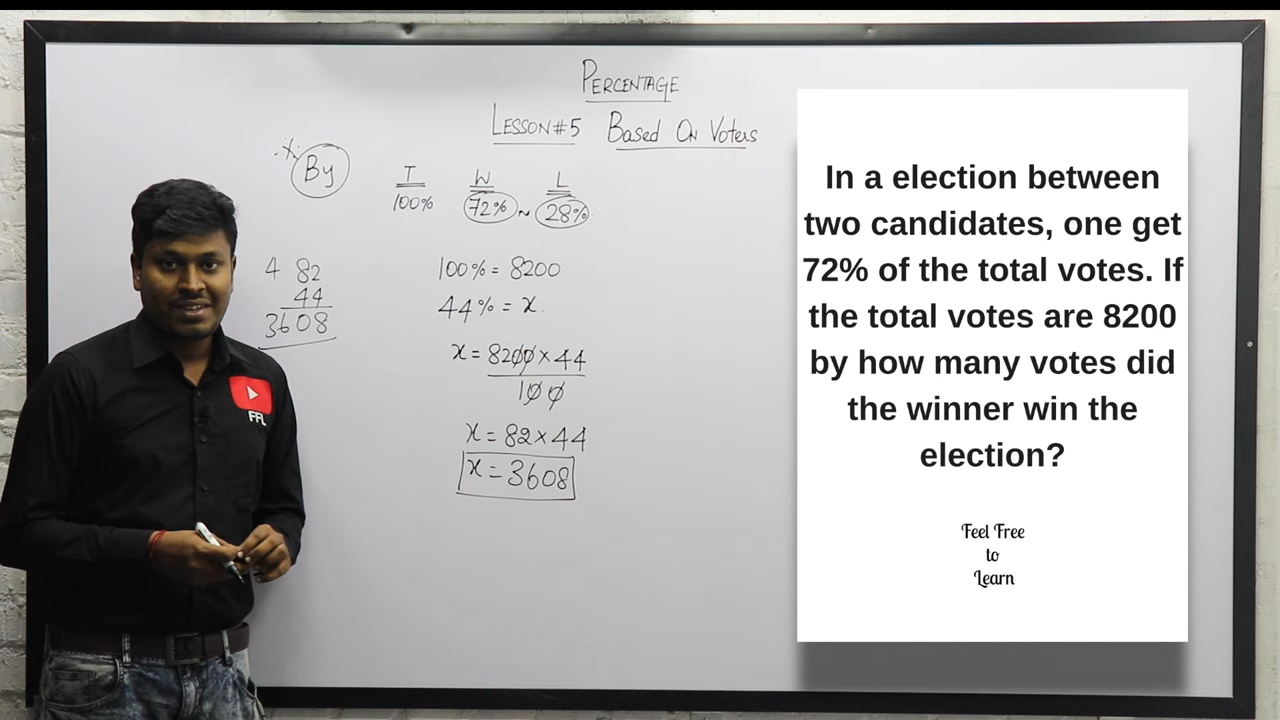 PERCENTAGE
LESSON#5 Based On Voters
By
T W L
100% 72% ~ 28%
100% = 8200
44% = x
x = 8200 × 44
100
x = 82 × 44
x = 3608
4 82
44
3608
FFL
In a election between
two candidates, one get
72% of the total votes. If
the total votes are 8200
by how many votes did
the winner win the
election?
Feel Free
to
Learn